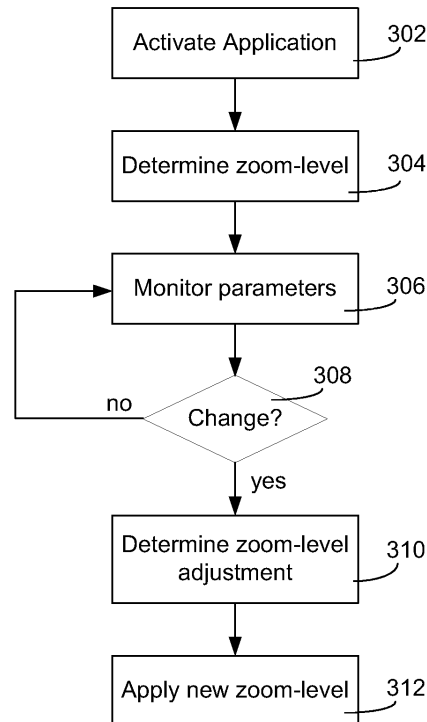 Activate Application
302
Determine zoom-level
304
Monitor parameters
306
308
no
Change?
yes
Determine zoom-level
adjustment
310
Apply new zoom-level
312